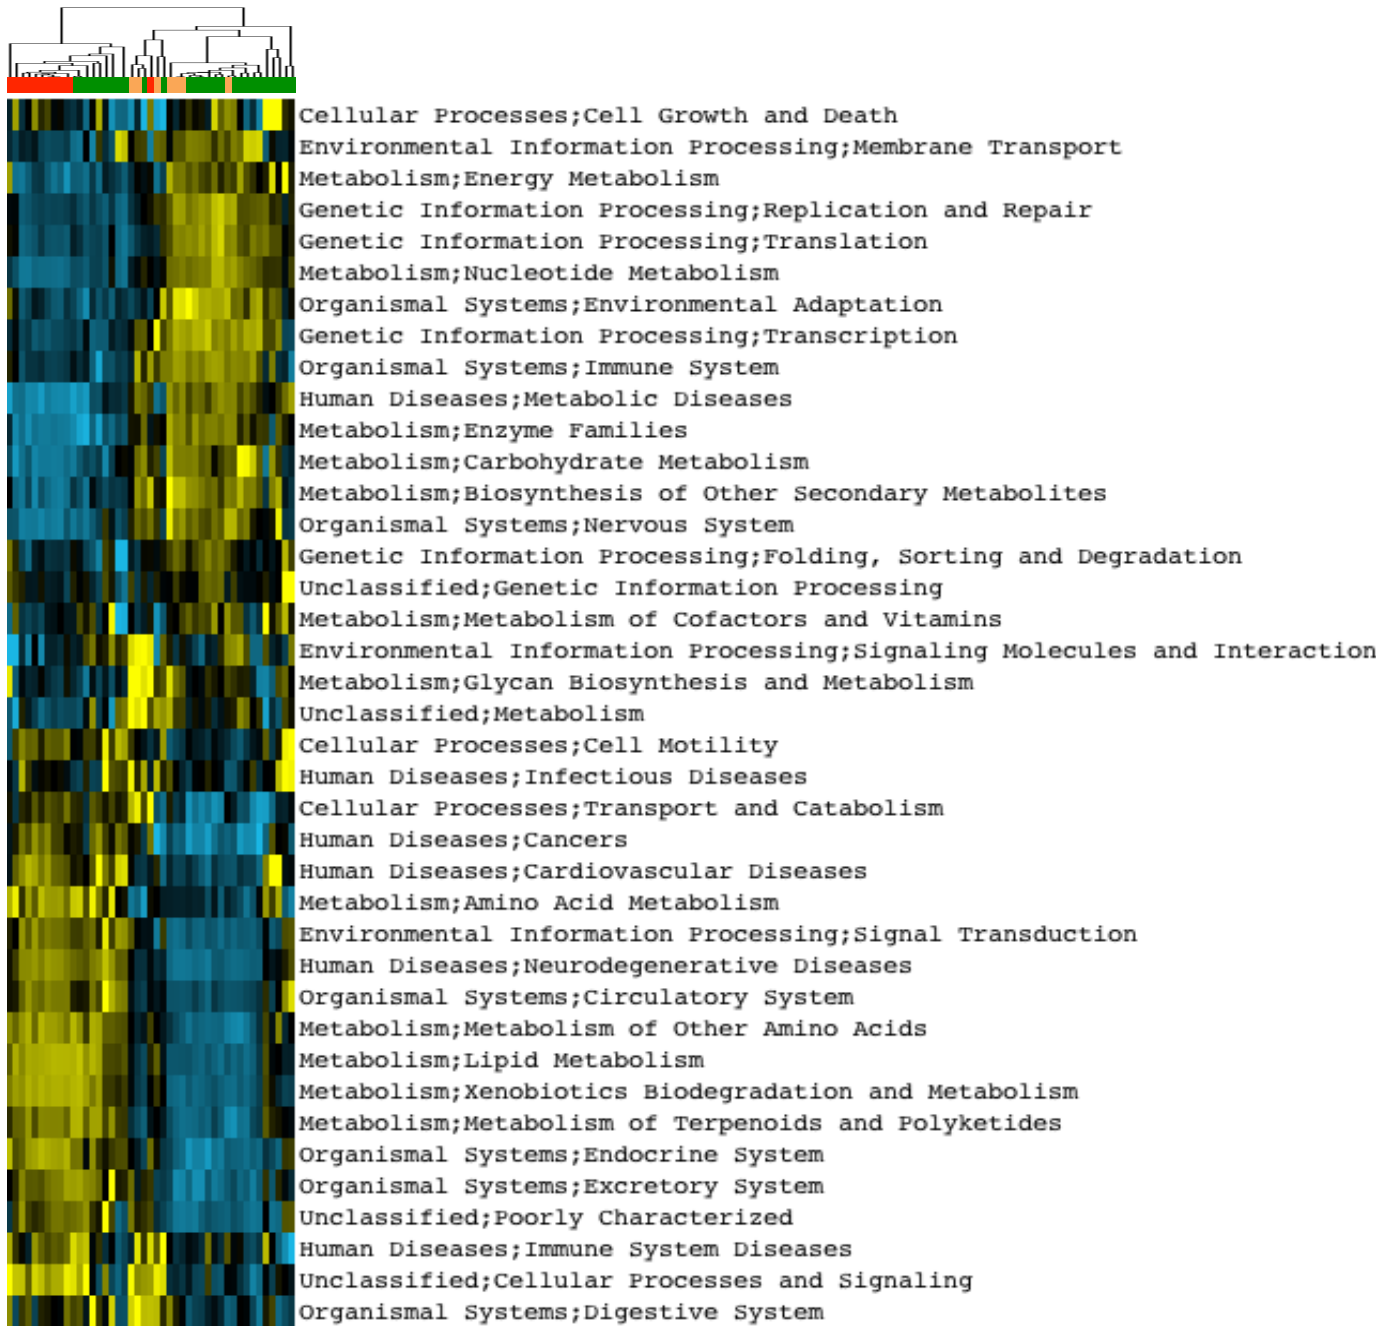 Cellular Processes;Cell Growth and Death
Environmental Information Processing;Membrane Transport
Metabolism;Energy Metabolism
Genetic Information Processing;Replication and Repair
Genetic Information Processing;Translation
Metabolism;Nucleotide Metabolism
Organismal Systems;Environmental Adaptation
Genetic Information Processing;Transcription
Organismal Systems;Immune System
Human Diseases;Metabolic Diseases
Metabolism;Enzyme Families
Metabolism;Carbohydrate Metabolism
Metabolism;Biosynthesis of Other Secondary Metabolites
Organismal Systems;Nervous System
Genetic Information Processing;Folding, Sorting and Degradation
Unclassified;Genetic Information Processing
Metabolism;Metabolism of Cofactors and Vitamins
Environmental Information Processing;Signaling Molecules and Interaction
Metabolism;Glycan Biosynthesis and Metabolism
Unclassified;Metabolism
Cellular Processes;Cell Motility
Human Diseases;Infectious Diseases
Cellular Processes;Transport and Catabolism
Human Diseases;Cancers
Human Diseases;Cardiovascular Diseases
Metabolism;Amino Acid Metabolism
Environmental Information Processing;Signal Transduction
Human Diseases;Neurodegenerative Diseases
Organismal Systems;Circulatory System
Metabolism;Metabolism of Other Amino Acids
Metabolism;Lipid Metabolism
Metabolism;Xenobiotics Biodegradation and Metabolism
Metabolism;Metabolism of Terpenoids and Polyketides
Organismal Systems;Endocrine System
Organismal Systems;Excretory System
Unclassified;Poorly Characterized
Human Diseases;Immune System Diseases
Unclassified;Cellular Processes and Signaling
Organismal Systems;Digestive System